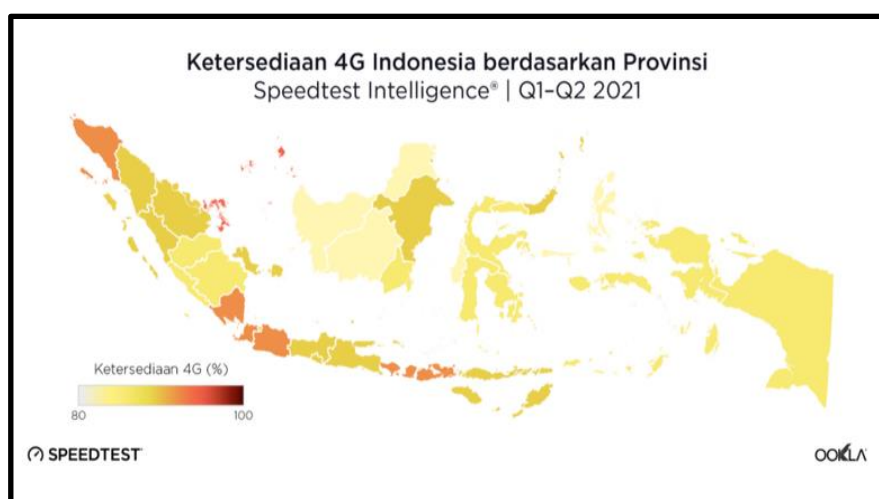 Ketersediaan 4G Indonesia berdasarkan Provinsi
Speedtest Intelligence® | Q1–Q2 2021
Ketersediaan 4G (%)
80 100
SPEEDTEST
OOKLA